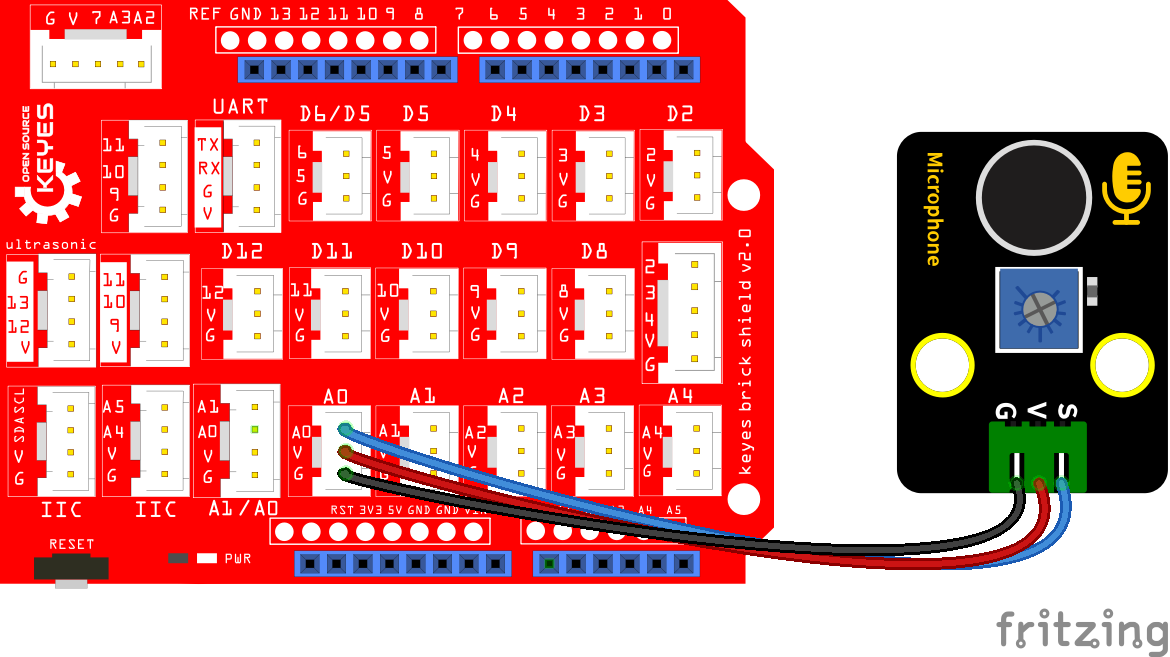 G V 7 A3 A2
REF GND 13 12 11 10 9 8
7 6 5 4 3 2 1 0
OPEN SOURCE
KEYES
11
10
9
G
UART
TX
RX
G
V
D6/D5
6
5
G
D5
5
V
G
D4
4
V
G
D3
3
V
G
D2
2
V
G
ultrasonic
G
13
12
V
11
10
9
V
D12
12
V
G
D11
11
V
G
D10
10
V
G
D9
9
V
G
D8
8
V
G
2
3
4
V
G
keyes brick shield v2.0
SCL
SDA
V
G
IIC
A5
A4
V
G
IIC
A1
A0
V
G
A1/A0
A0
A0
V
G
A1
A1
V
G
A2
A2
V
G
A3
A3
V
G
A4
A4
V
G
RST 3V3 5V GND GND
A4 A5
RESET
PWR
Microphone
G V S
fritzing